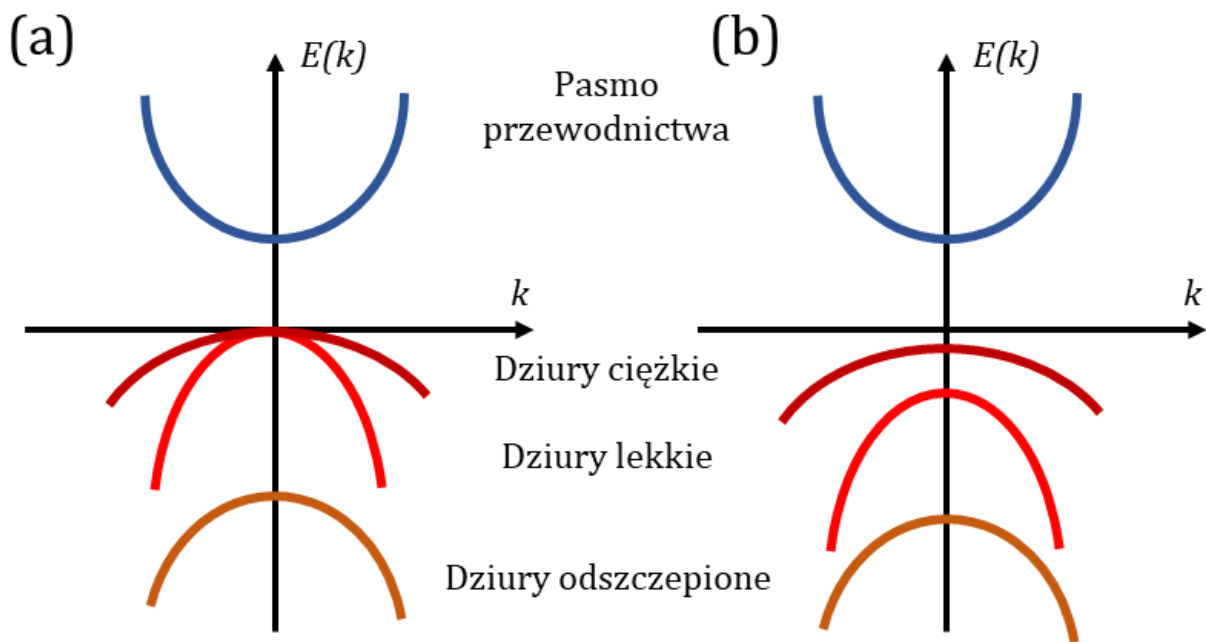 (a)
E(k)
Pasmo
przewodnictwa
(b)
E(k)
k
k
Dziury ciężkie
Dziury lekkie
Dziury odszczepione